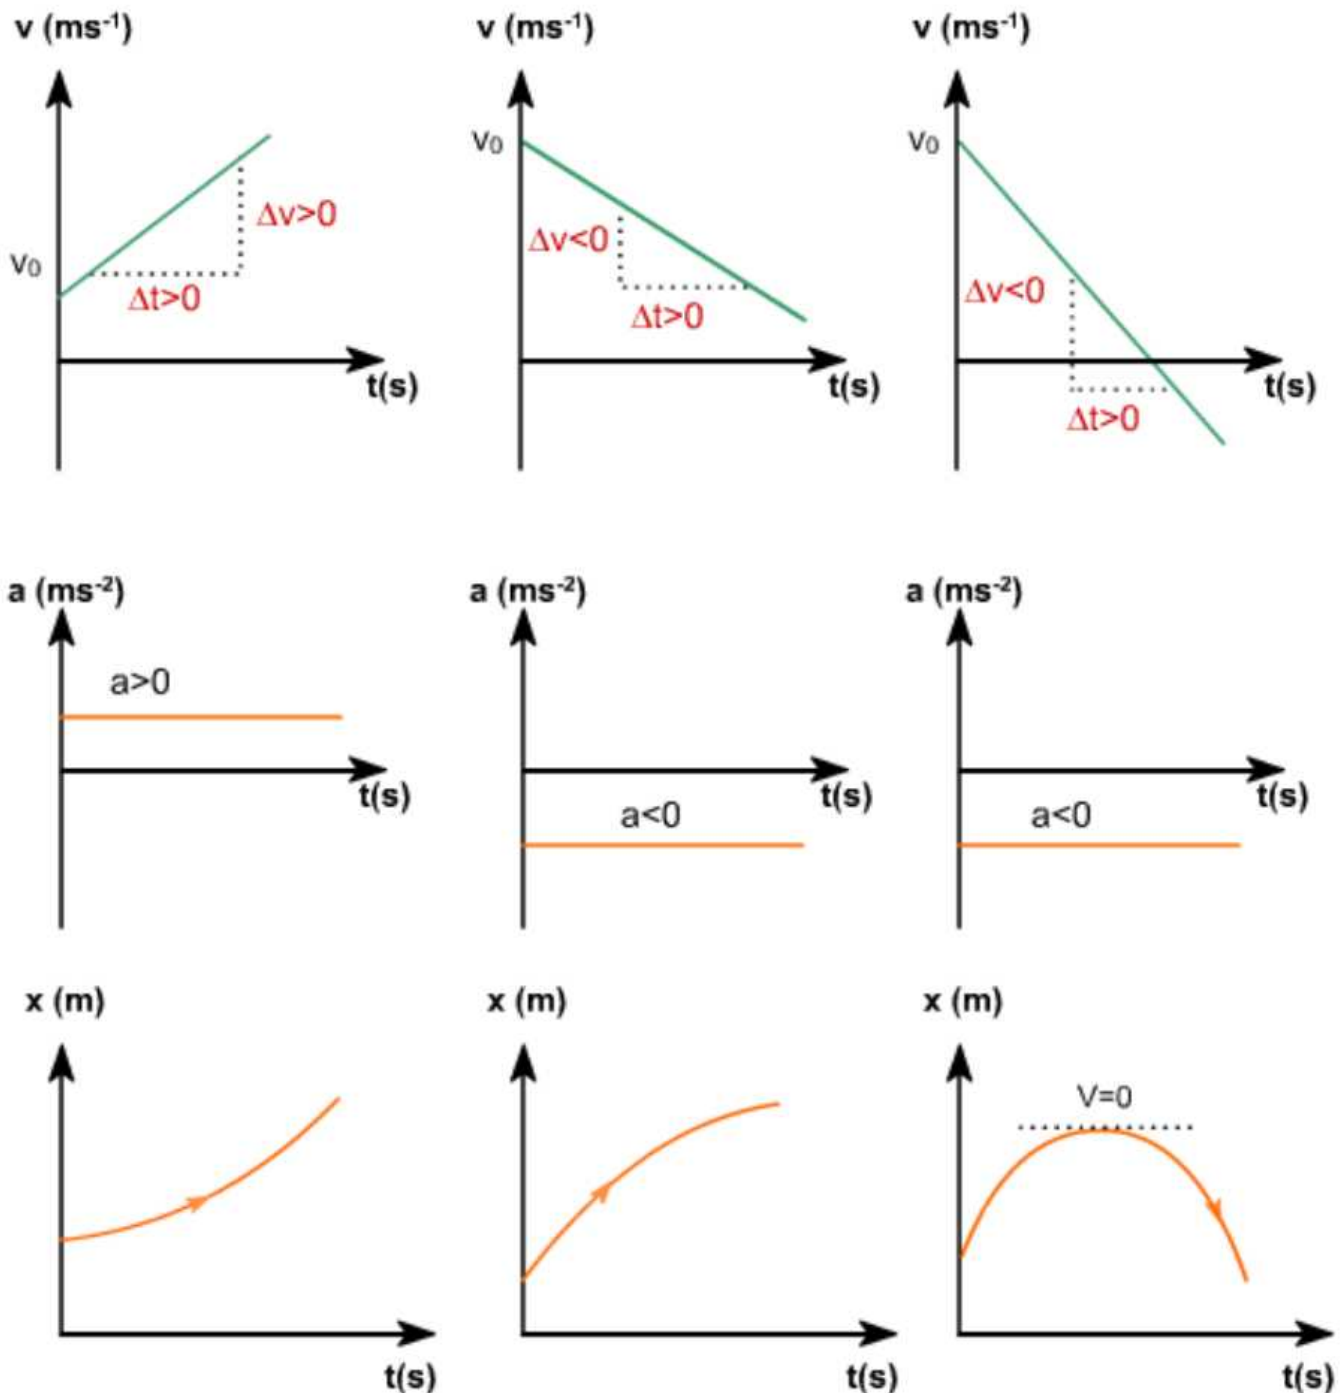 v (ms⁻¹) v (ms⁻¹) v (ms⁻¹)
v₀ v₀
Δv>0
Δv<0
v₀
Δv<0
Δt>0
Δt>0
t(s) t(s) t(s)
Δt>0
a (ms⁻²) a (ms⁻²) a (ms⁻²)
a>0
t(s) t(s) t(s)
a<0 a<0
x (m) x (m) x (m)
V=0
t(s) t(s) t(s)